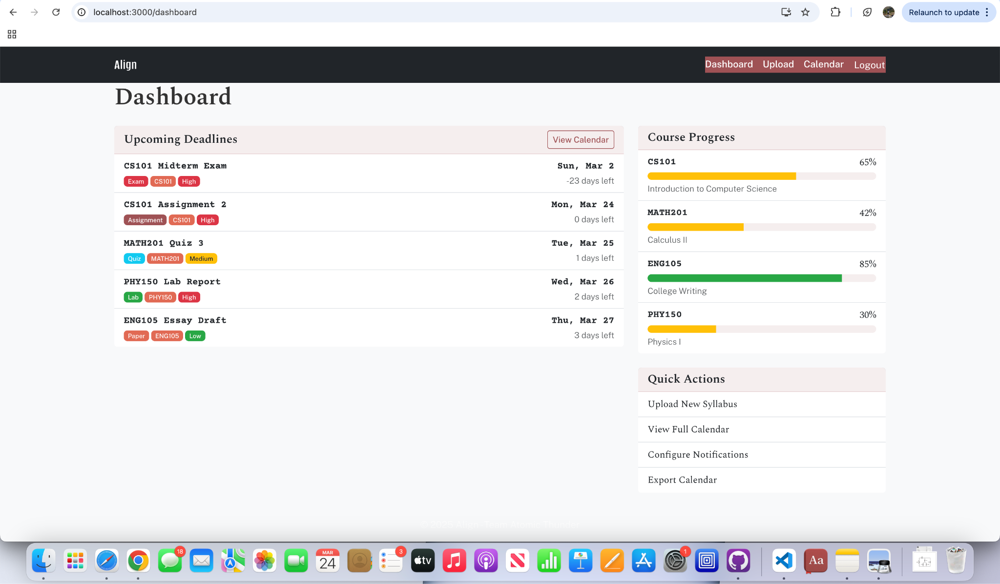 localhost:3000/dashboard
Relaunch to update
Align
Dashboard Upload Calendar Logout
Dashboard
Upcoming Deadlines
View Calendar
CS101 Midterm Exam
Sun, Mar 2
Exam CS101 High
-23 days left
CS101 Assignment 2
Mon, Mar 24
Assignment CS101 High
0 days left
MATH201 Quiz 3
Tue, Mar 25
Quiz MATH201 Medium
1 days left
PHY150 Lab Report
Wed, Mar 26
Lab PHY150 High
2 days left
ENG105 Essay Draft
Thu, Mar 27
Paper ENG105 Low
3 days left
Course Progress
CS101 65%
Introduction to Computer Science
MATH201 42%
Calculus II
ENG105 85%
College Writing
PHY150 30%
Physics I
Quick Actions
Upload New Syllabus
View Full Calendar
Configure Notifications
Export Calendar
© 2025 Align -Team Atomic Thunder
18
MAR
24
3
tv
1
Aa